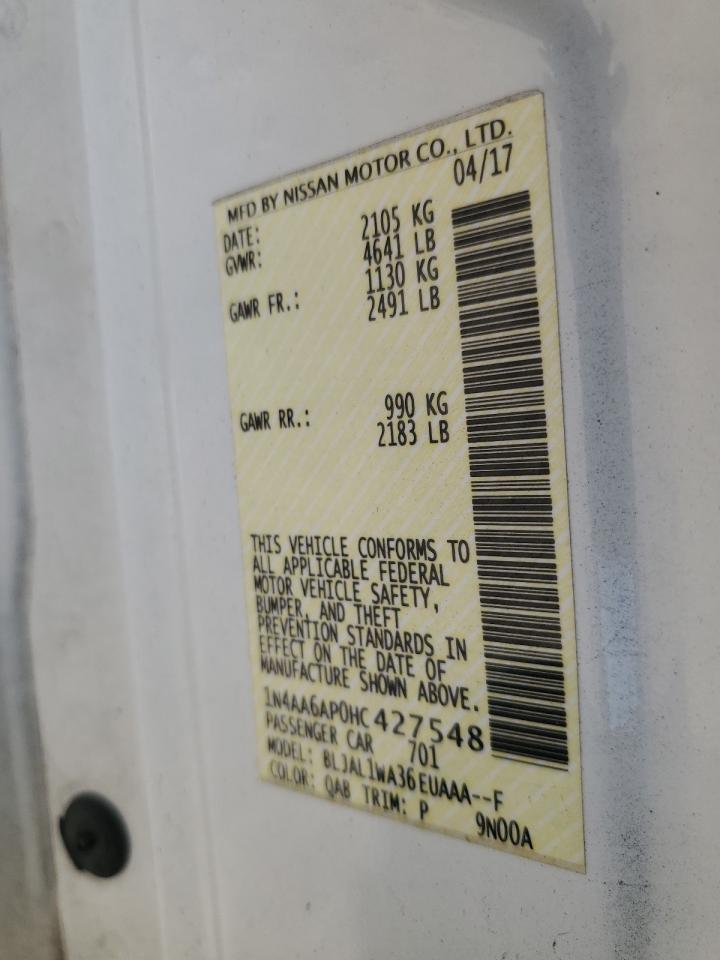 MFD BY NISSAN MOTOR CO., LTD.
DATE: 04/17
GVWR: 2105 KG
4641 LB
GAWR FR.: 1130 KG
2491 LB
GAWR RR.: 990 KG
2183 LB
THIS VEHICLE CONFORMS TO
ALL APPLICABLE FEDERAL
MOTOR VEHICLE SAFETY,
BUMPER, AND THEFT
PREVENTION STANDARDS IN
EFFECT ON THE DATE OF
MANUFACTURE SHOWN ABOVE.
1N4AA6AP0HC427548
PASSENGER CAR 701
MODEL: BLJAL1WA36EUAAA--F
COLOR: QAB TRIM: P 9N00A